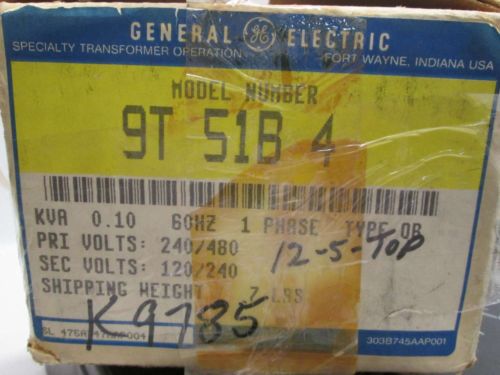 GENERAL GE ELECTRIC
SPECIALTY TRANSFORMER OPERATION FORT WAYNE, INDIANA USA
MODEL NUMBER
9T 51B 4
KVA 0.10 60HZ 1 PHASE TYPE QB
PRI VOLTS: 240/480
12-5-TOP
SEC VOLTS: 120/240
SHIPPING WEIGHT 7 LBS
K9785
303B745AAP001